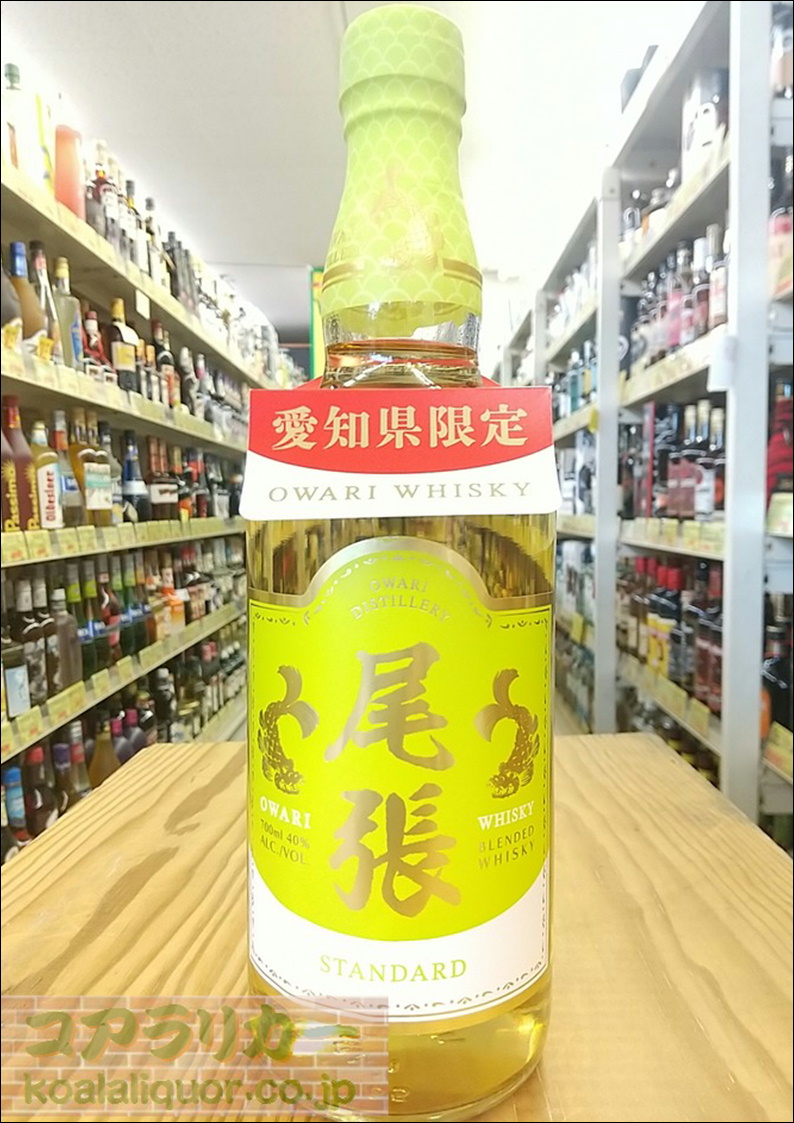 愛知県限定
OWARI WHISKY
OWARI
DISTILLERY
尾張
OWARI
700ml 40%
ALC./VOL.
WHISKY
BLENDED
WHISKY
STANDARD
コアラリカー
koalaliquor.co.jp